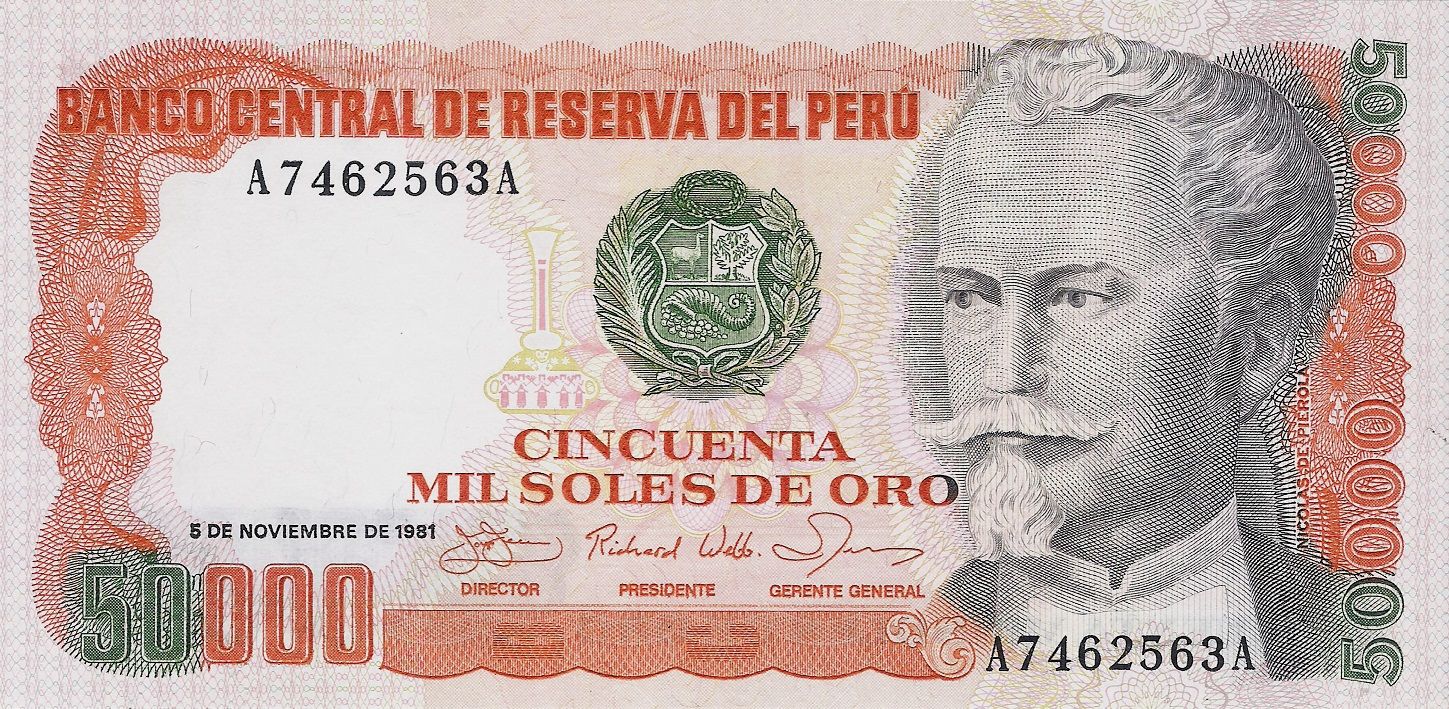 BANCO CENTRAL DE RESERVA DEL PERÚ
A7462563A
CINCUENTA
MIL SOLES DE ORO
5 DE NOVIEMBRE DE 1981
Richard Webb.
DIRECTOR
PRESIDENTE
GERENTE GENERAL
50000
A7462563A
NICOLAS DE PIEROLA
50000
50000